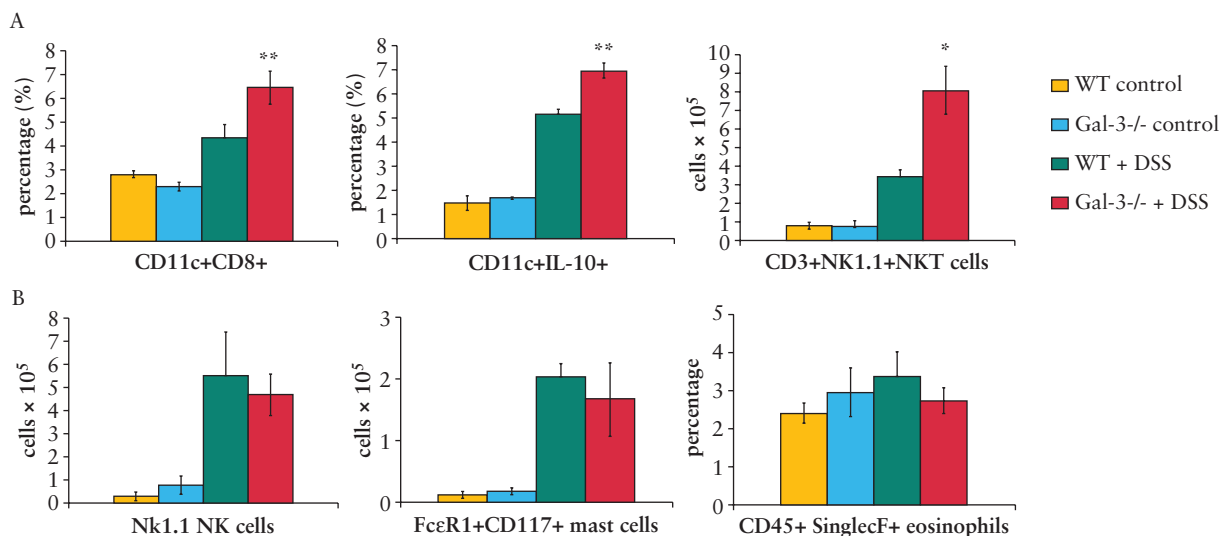 A
percentage (%)
8
7
6
5
4
3
2
1
0
**
CD11c+CD8+
percentage (%)
8
7
6
5
4
3
2
1
0
**
CD11c+IL-10+
cells × 10⁵
10
9
8
7
6
5
4
3
2
1
0
*
CD3+NK1.1+NKT cells
WT control
Gal-3-/- control
WT + DSS
Gal-3-/- + DSS
B
cells × 10⁵
8
7
6
5
4
3
2
1
0
Nk1.1 NK cells
cells × 10⁵
3
2
1
0
FcεR1+CD117+ mast cells
percentage
5
4
3
2
1
0
CD45+ SinglecF+ eosinophils